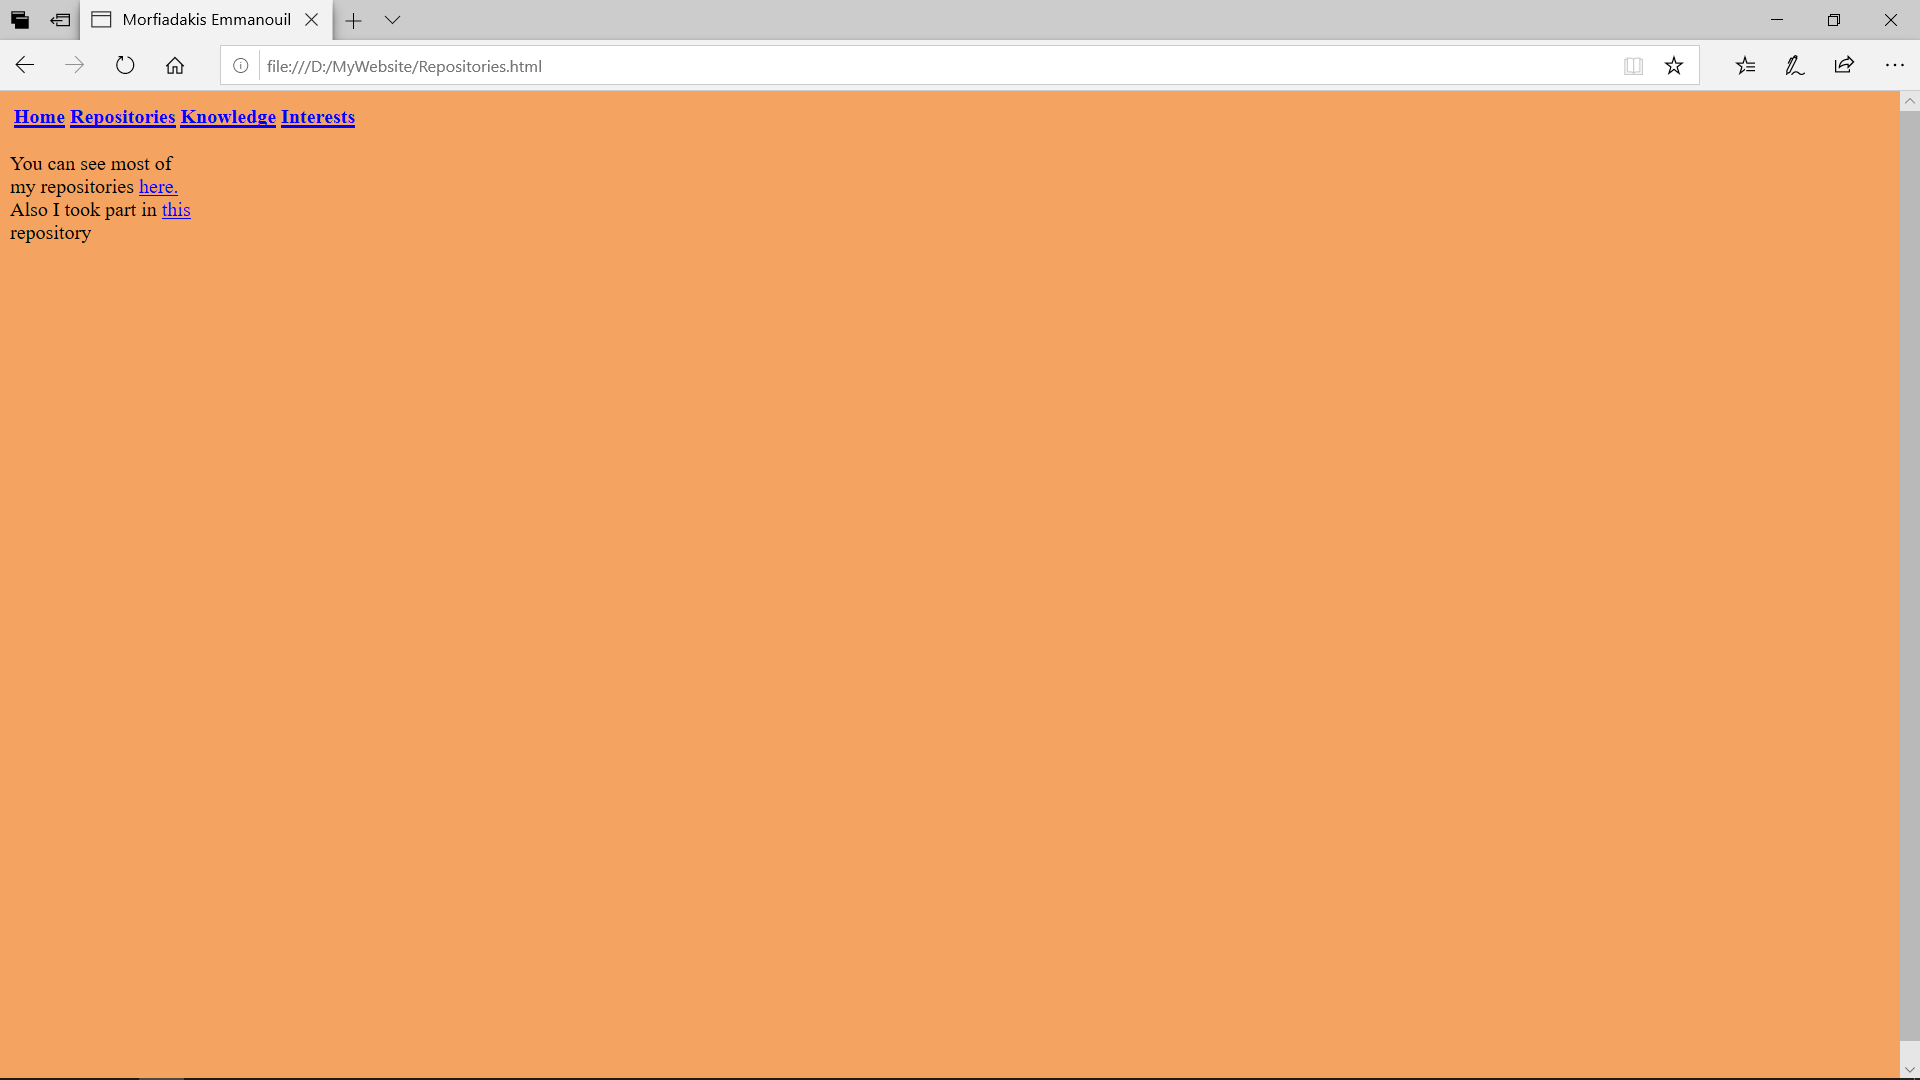 Morfiadakis Emmanouil
file:///D:/MyWebsite/Repositories.html
Home Repositories Knowledge Interests
You can see most of
my repositories here.
Also I took part in this
repository